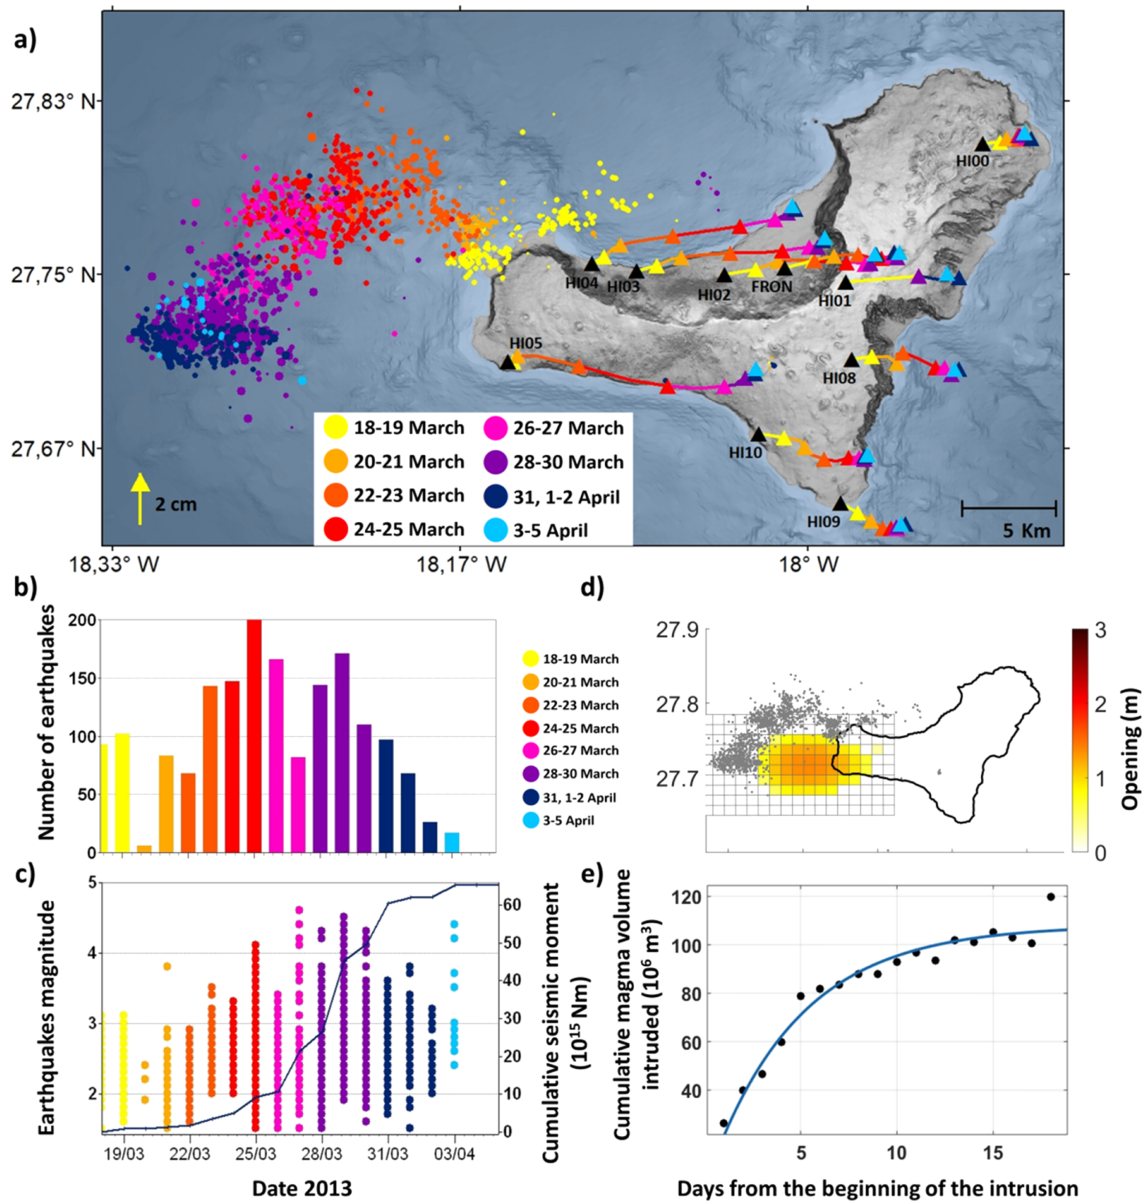 a)
27,83° N
27,75° N
27,67° N
HI00
HI04 HI03 HI02 FRON HI01
HI05
HI08
HI10
HI09
2 cm
18-19 March
20-21 March
22-23 March
24-25 March
26-27 March
28-30 March
31, 1-2 April
3-5 April
5 Km
18,33° W 18,17° W 18° W
b)
Number of earthquakes
200
150
100
50
0
18-19 March
20-21 March
22-23 March
24-25 March
26-27 March
28-30 March
31, 1-2 April
3-5 April
c)
Earthquakes magnitude
5
4
3
2
60
50
40
30
20
10
0
Cumulative seismic moment
(10¹⁵ Nm)
19/03 22/03 25/03 28/03 31/03 03/04
Date 2013
d)
27.9
27.8
27.7
3
2
1
0
Opening (m)
e)
Cumulative magma volume
intruded (10⁶ m³)
120
100
80
60
40
5 10 15
Days from the beginning of the intrusion